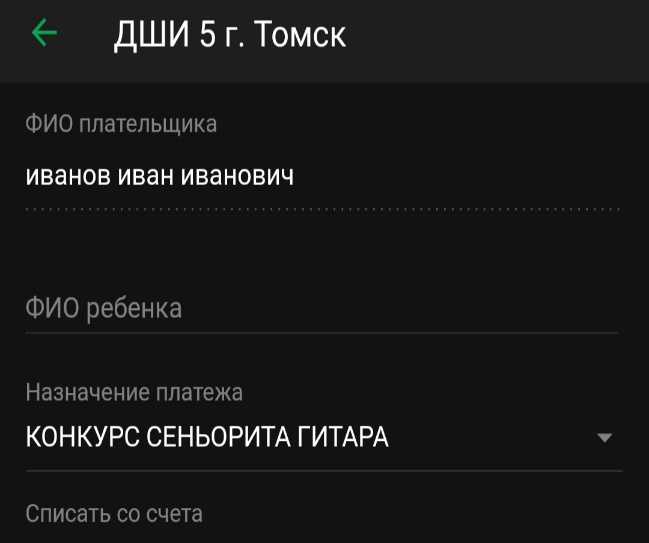 ДШИ 5 г. Томск
ФИО плательщика
иванов иван иванович
ФИО ребенка
Назначение платежа
КОНКУРС СЕНЬОРИТА ГИТАРА
Списать со счета